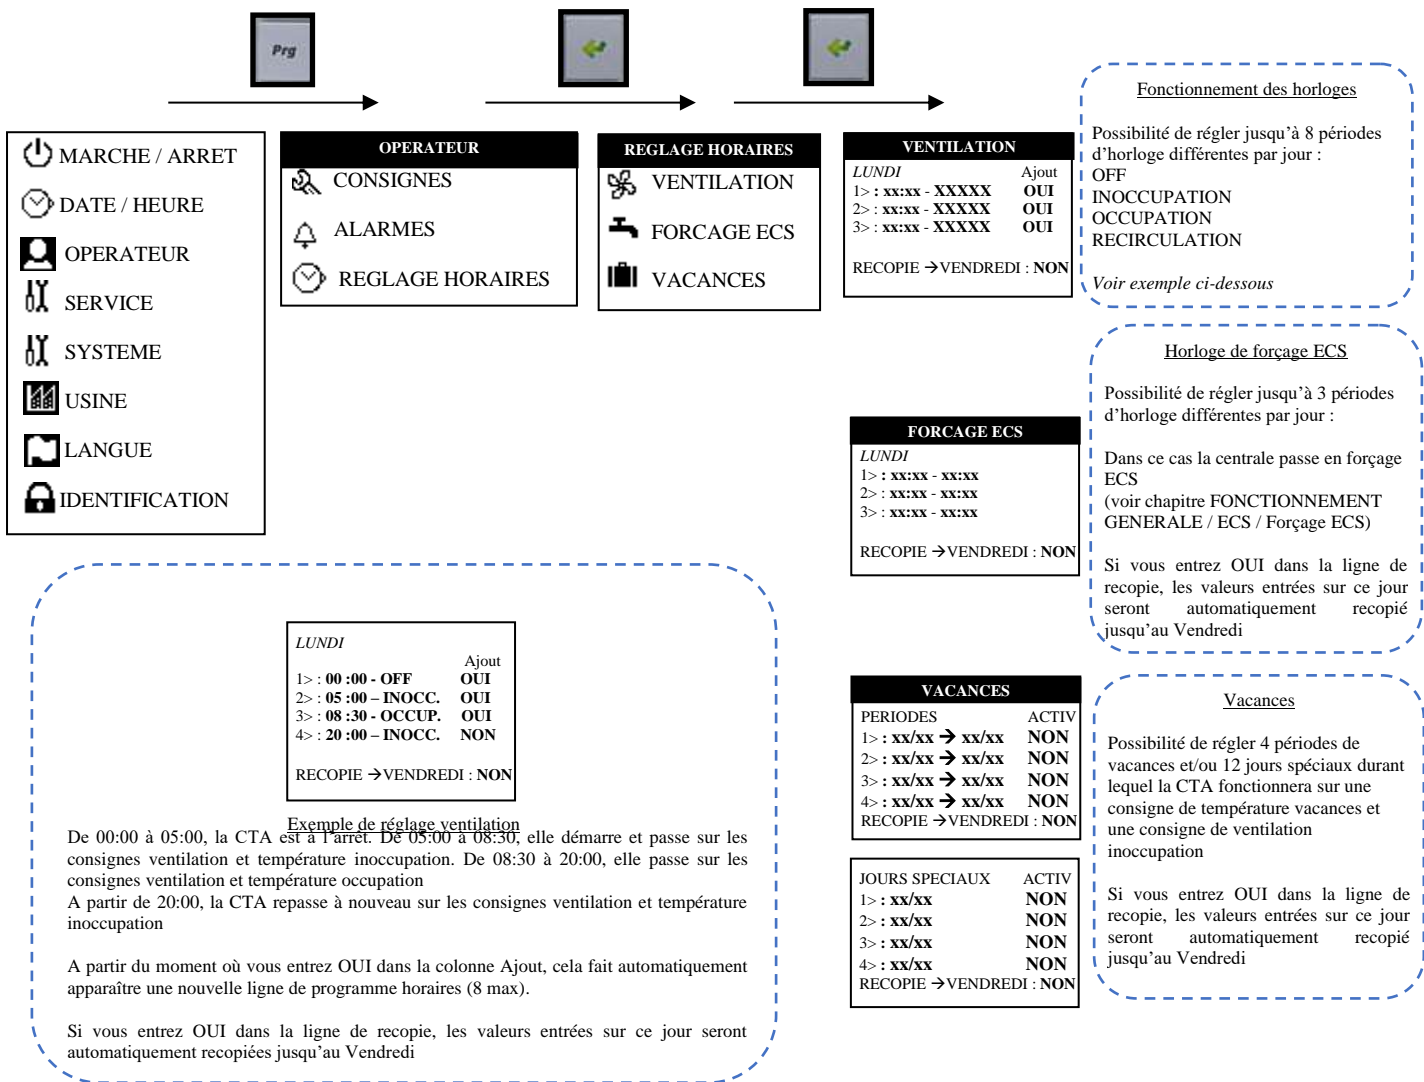 Prg
MARCHE / ARRET
DATE / HEURE
OPERATEUR
SERVICE
SYSTEME
USINE
LANGUE
IDENTIFICATION
OPERATEUR
CONSIGNES
ALARMES
REGLAGE HORAIRES
REGLAGE HORAIRES
VENTILATION
FORCAGE ECS
VACANCES
VENTILATION
LUNDI Ajout
1> : xx:xx - XXXXX OUI
2> : xx:xx - XXXXX OUI
3> : xx:xx - XXXXX OUI
RECOPIE →VENDREDI : NON
Fonctionnement des horloges
Possibilité de régler jusqu'à 8 périodes
d'horloge différentes par jour :
OFF
INOCCUPATION
OCCUPATION
RECIRCULATION
Voir exemple ci-dessous
FORCAGE ECS
LUNDI
1> : xx:xx - xx:xx
2> : xx:xx - xx:xx
3> : xx:xx - xx:xx
RECOPIE →VENDREDI : NON
Horloge de forçage ECS
Possibilité de régler jusqu'à 3 périodes
d'horloge différentes par jour :
Dans ce cas la centrale passe en forçage
ECS
(voir chapitre FONCTIONNEMENT
GENERALE / ECS / Forçage ECS)
Si vous entrez OUI dans la ligne de
recopie, les valeurs entrées sur ce jour
seront automatiquement recopié
jusqu'au Vendredi
LUNDI
Ajout
1> : 00 :00 - OFF OUI
2> : 05 :00 – INOCC. OUI
3> : 08 :30 - OCCUP. OUI
4> : 20 :00 – INOCC. NON
RECOPIE →VENDREDI : NON
Exemple de réglage ventilation
De 00:00 à 05:00, la CTA est à l'arrêt. De 05:00 à 08:30, elle démarre et passe sur les
consignes ventilation et température inoccupation. De 08:30 à 20:00, elle passe sur les
consignes ventilation et température occupation
A partir de 20:00, la CTA repasse à nouveau sur les consignes ventilation et température
inoccupation
A partir du moment où vous entrez OUI dans la colonne Ajout, cela fait automatiquement
apparaître une nouvelle ligne de programme horaires (8 max).
Si vous entrez OUI dans la ligne de recopie, les valeurs entrées sur ce jour seront
automatiquement recopiées jusqu'au Vendredi
VACANCES
PERIODES ACTIV
1> : xx/xx → xx/xx NON
2> : xx/xx → xx/xx NON
3> : xx/xx → xx/xx NON
4> : xx/xx → xx/xx NON
RECOPIE →VENDREDI : NON
JOURS SPECIAUX ACTIV
1> : xx/xx NON
2> : xx/xx NON
3> : xx/xx NON
4> : xx/xx NON
RECOPIE →VENDREDI : NON
Vacances
Possibilité de régler 4 périodes de
vacances et/ou 12 jours spéciaux durant
lequel la CTA fonctionnera sur une
consigne de température vacances et
une consigne de ventilation
inoccupation
Si vous entrez OUI dans la ligne de
recopie, les valeurs entrées sur ce jour
seront automatiquement recopié
jusqu'au Vendredi